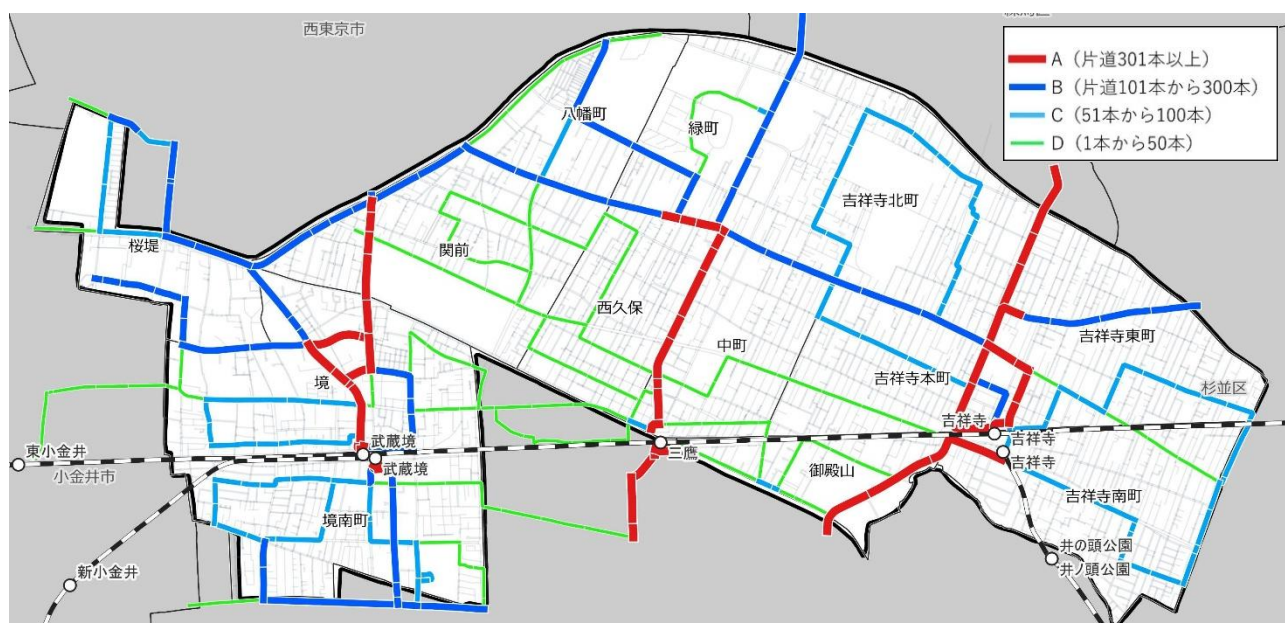 西東京市
A（片道301本以上）
B（片道101本から300本）
C（51本から100本）
D（1本から50本）
八幡町
緑町
吉祥寺北町
桜堤
関前
西久保
中町
吉祥寺東町
境
吉祥寺本町
杉並区
吉祥寺
吉祥寺
吉祥寺
武蔵境
武蔵境
三鷹
東小金井
小金井市
御殿山
吉祥寺南町
境南町
井の頭公園
井ノ頭公園
新小金井